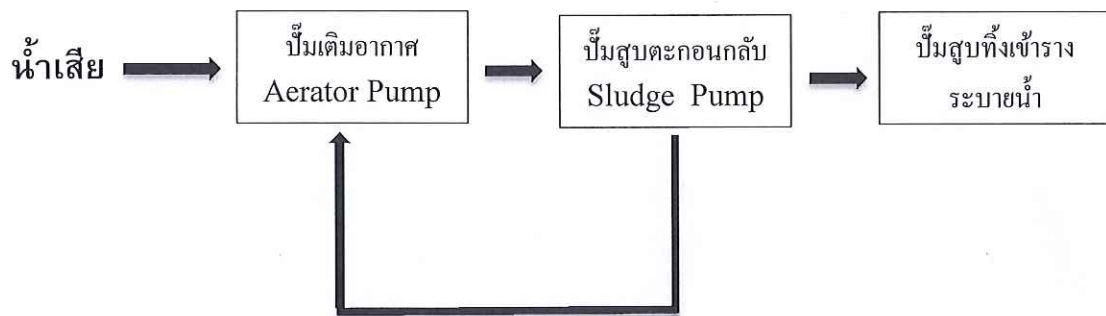 น้ำเสีย
ปั๊มเติมอากาศ
Aerator Pump
ปั๊มสูบตะกอนกลับ
Sludge Pump
ปั๊มสูบทิ้งเข้าราง
ระบายน้ำ